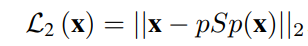 ℒ₂ (𝐱) = ||𝐱 − pSp(𝐱)||₂